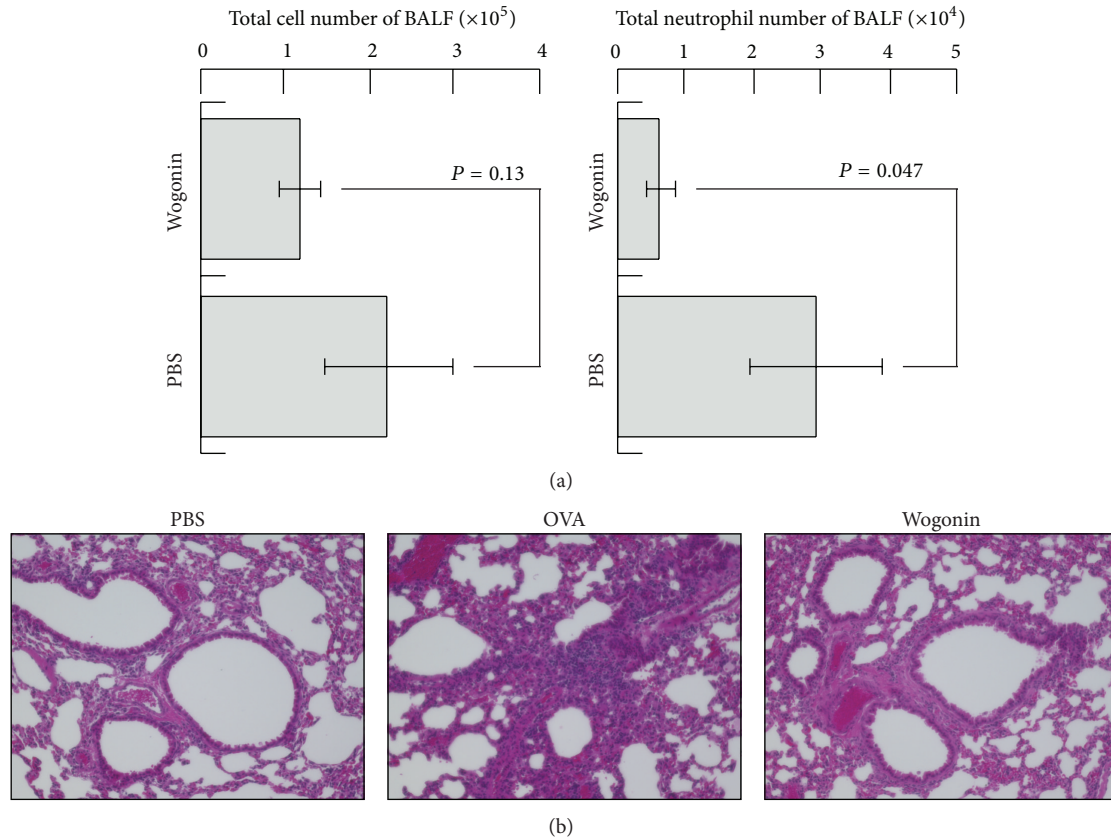 Total cell number of BALF (×10⁵)
0 1 2 3 4
Wogonin
P = 0.13
PBS
Total neutrophil number of BALF (×10⁴)
0 1 2 3 4 5
Wogonin
P = 0.047
PBS
(a)
PBS
OVA
Wogonin
(b)